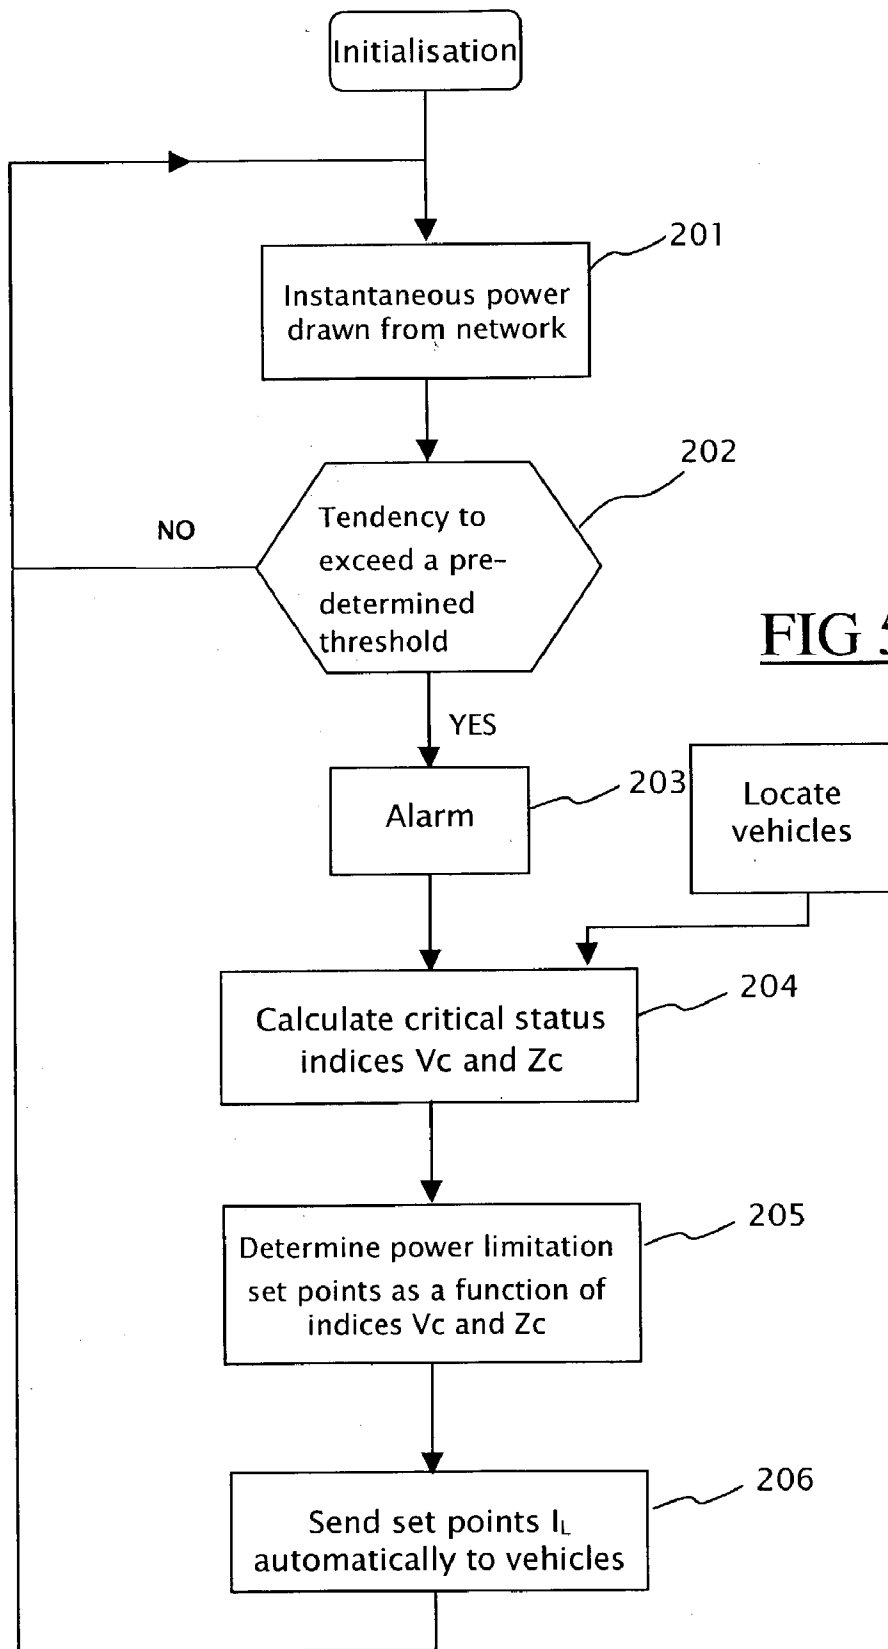 Initialisation
201
Instantaneous power
drawn from network
202
NO
Tendency to
exceed a pre-
determined
threshold
FIG 5
YES
203
Alarm
Locate
vehicles
204
Calculate critical status
indices Vc and Zc
205
Determine power limitation
set points as a function of
indices Vc and Zc
206
Send set points IL
automatically to vehicles